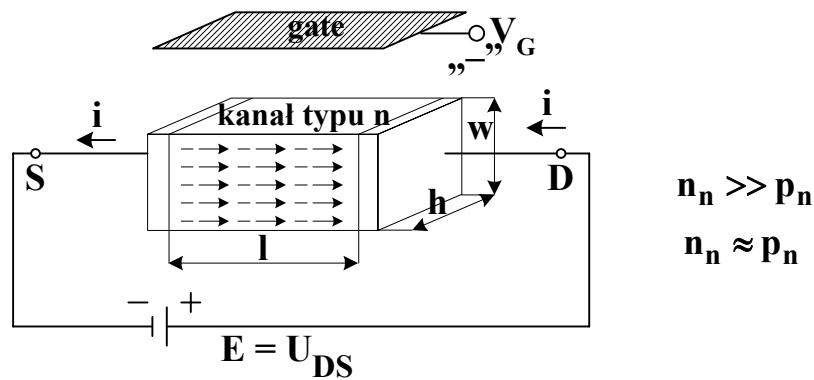 gate
V_G
„–”
kanał typu n
i
i
w
S
D
h
l
n_n >> p_n
n_n ≈ p_n
– +
E = U_DS